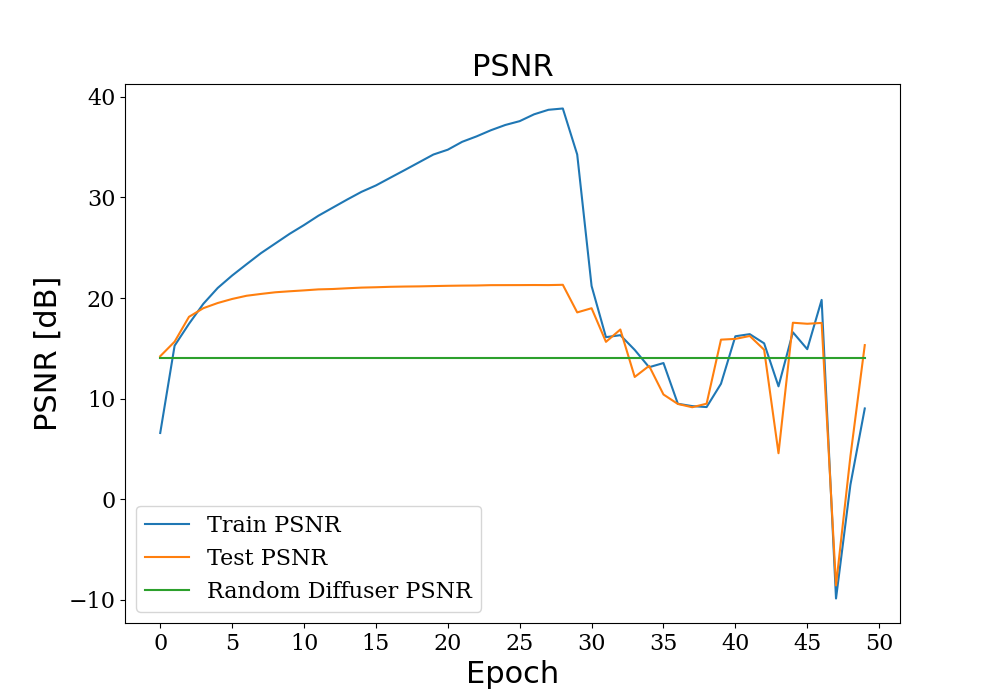 PSNR
40
30
20
10
0
−10
PSNR [dB]
Train PSNR
Test PSNR
Random Diffuser PSNR
0 5 10 15 20 25 30 35 40 45 50
Epoch